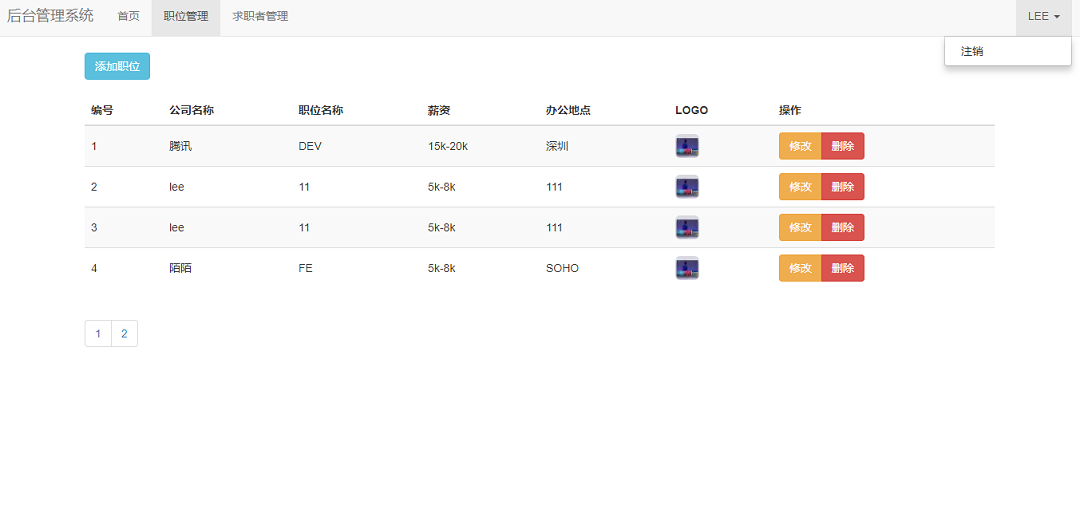 后台管理系统 首页 职位管理 求职者管理 LEE
注销
添加职位
编号 公司名称 职位名称 薪资 办公地点 LOGO 操作
1 腾讯 DEV 15k-20k 深圳 修改 删除
2 lee 11 5k-8k 111 修改 删除
3 lee 11 5k-8k 111 修改 删除
4 陌陌 FE 5k-8k SOHO 修改 删除
1 2